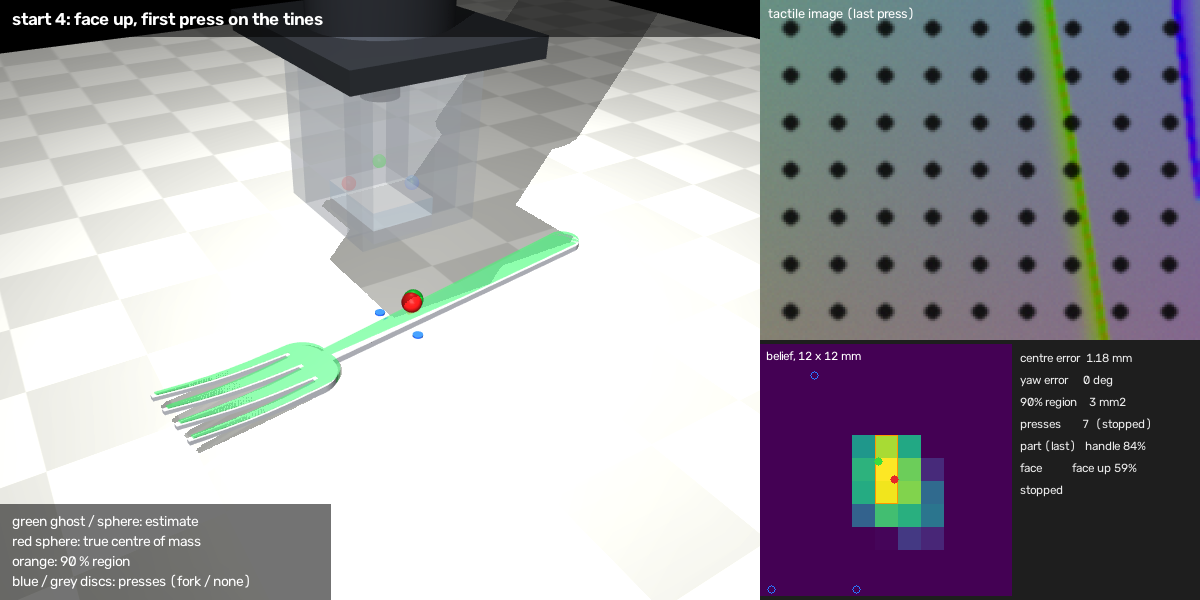 start 4: face up, first press on the tines
tactile image (last press)
belief, 12 x 12 mm
centre error 1.18 mm
yaw error 0 deg
90% region 3 mm2
presses 7 (stopped)
part (last) handle 84%
face face up 59%
stopped
green ghost / sphere: estimate
red sphere: true centre of mass
orange: 90 % region
blue / grey discs: presses (fork / none)